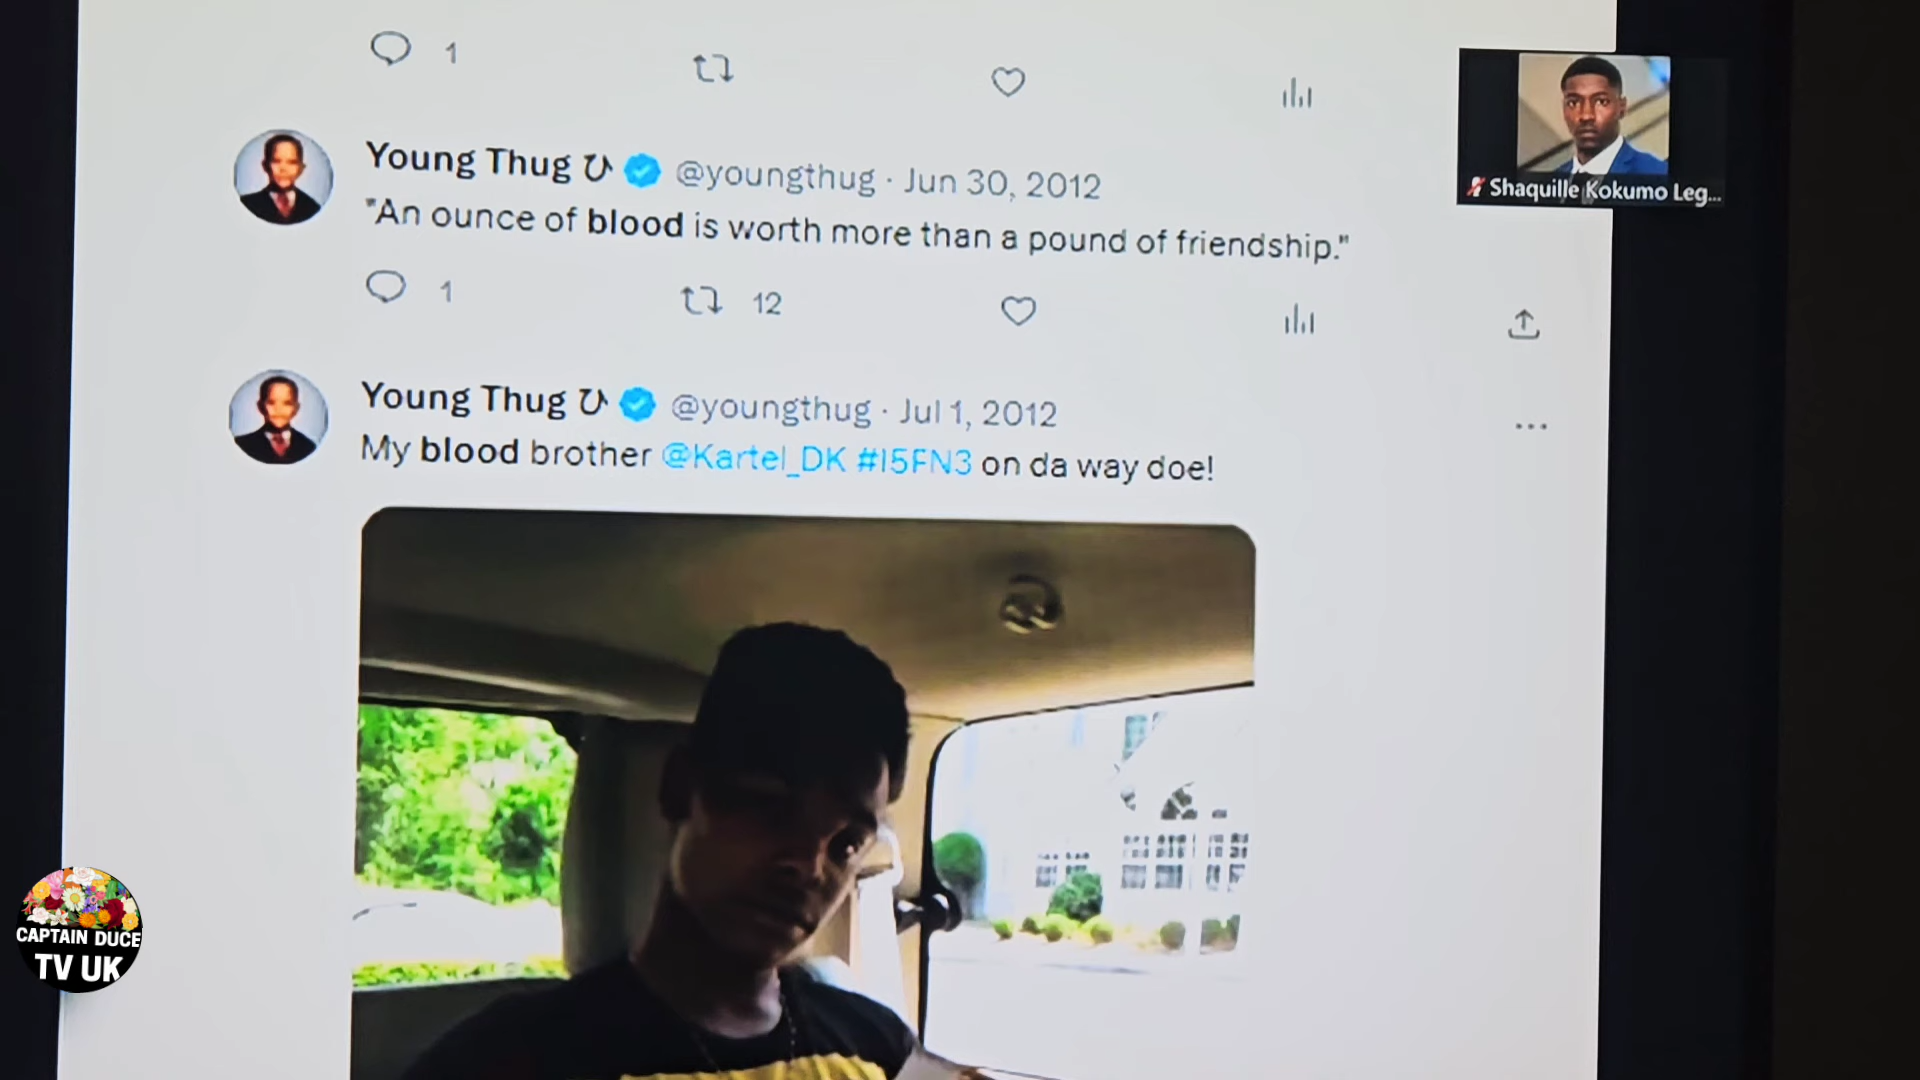 1
Young Thug ひ @youngthug · Jun 30, 2012
"An ounce of blood is worth more than a pound of friendship."
1 12
Young Thug ひ @youngthug · Jul 1, 2012
My blood brother @Kartel_DK #I5FN3 on da way doe!
Shaquille Kokumo Leg...
CAPTAIN DUCE
TV UK